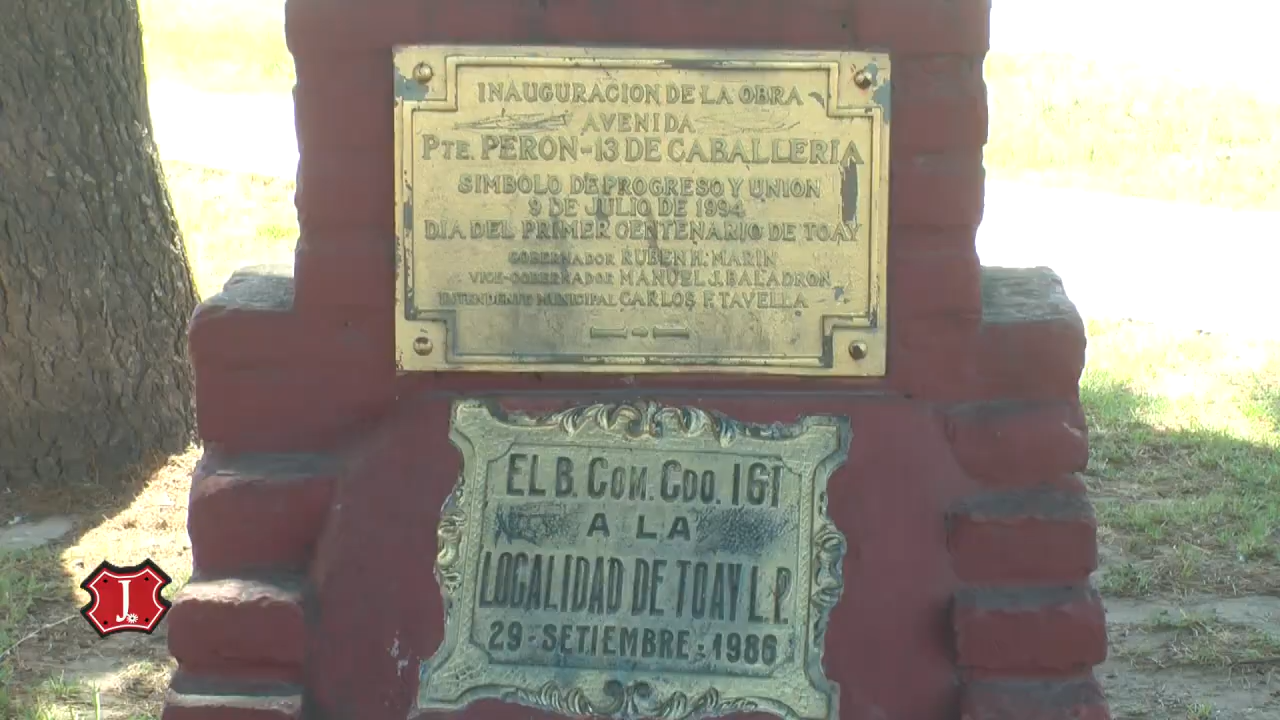 INAUGURACION DE LA OBRA
AVENIDA
PTE. PERON-13 DE CABALLERIA
SIMBOLO DE PROGRESO Y UNION
9 DE JULIO DE 1994
DIA DEL PRIMER CENTENARIO DE TOAY
GOBERNADOR RUBEN H. MARIN
VICE-GOBERNADOR MANUEL J. BALADRON
INTENDENTE MUNICIPAL CARLOS F. TAVELLA
EL B. COM. CDO. 161
A LA
LOCALIDAD DE TOAY L.P.
29-SETIEMBRE-1986
J